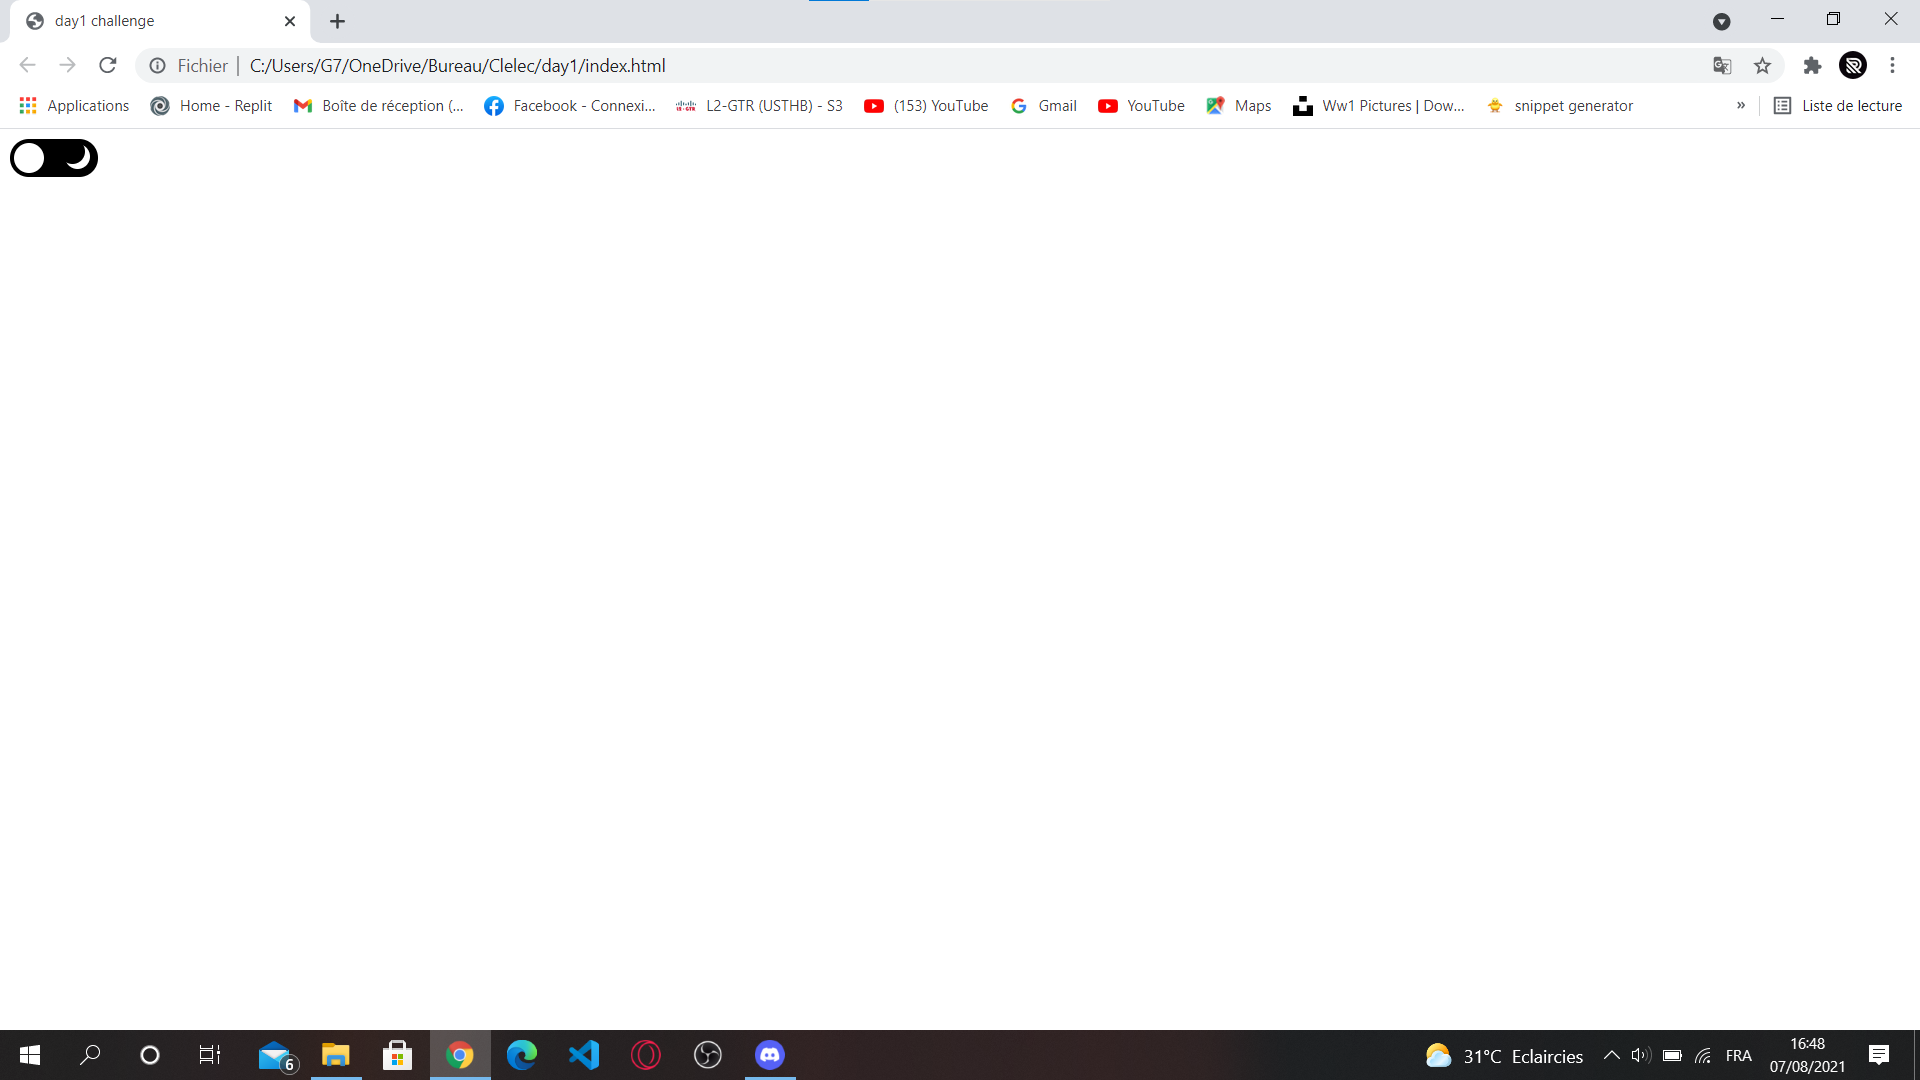 day1 challenge
Fichier | C:/Users/G7/OneDrive/Bureau/Clelec/day1/index.html
Applications Home - Replit Boîte de réception (... Facebook - Connexi... L2-GTR (USTHB) - S3 (153) YouTube Gmail YouTube Maps Ww1 Pictures | Dow... snippet generator » Liste de lecture
6 31°C Eclaircies FRA 16:48
07/08/2021